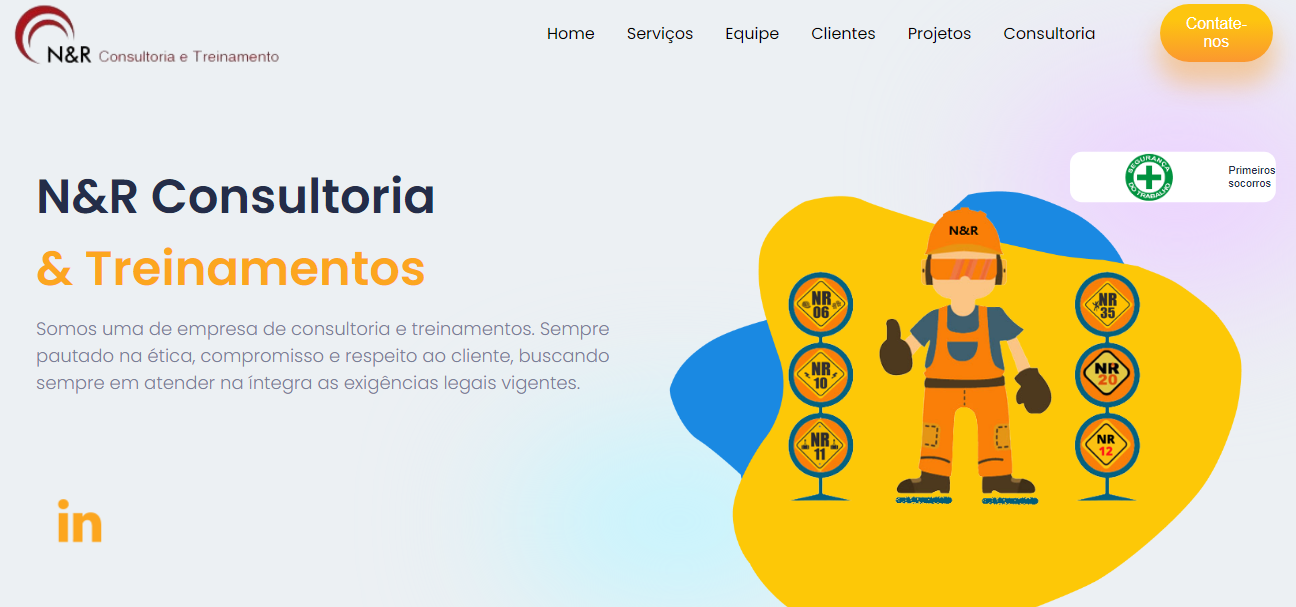 N&R Consultoria e Treinamento
Home Serviços Equipe Clientes Projetos Consultoria
Contate-
nos
N&R Consultoria
& Treinamentos
Somos uma de empresa de consultoria e treinamentos. Sempre
pautado na ética, compromisso e respeito ao cliente, buscando
sempre em atender na íntegra as exigências legais vigentes.
in
SEGURANÇA
DO TRABALHO
Primeiros
socorros
N&R
NR
06
NR
10
NR
11
NR
35
NR
20
NR
12